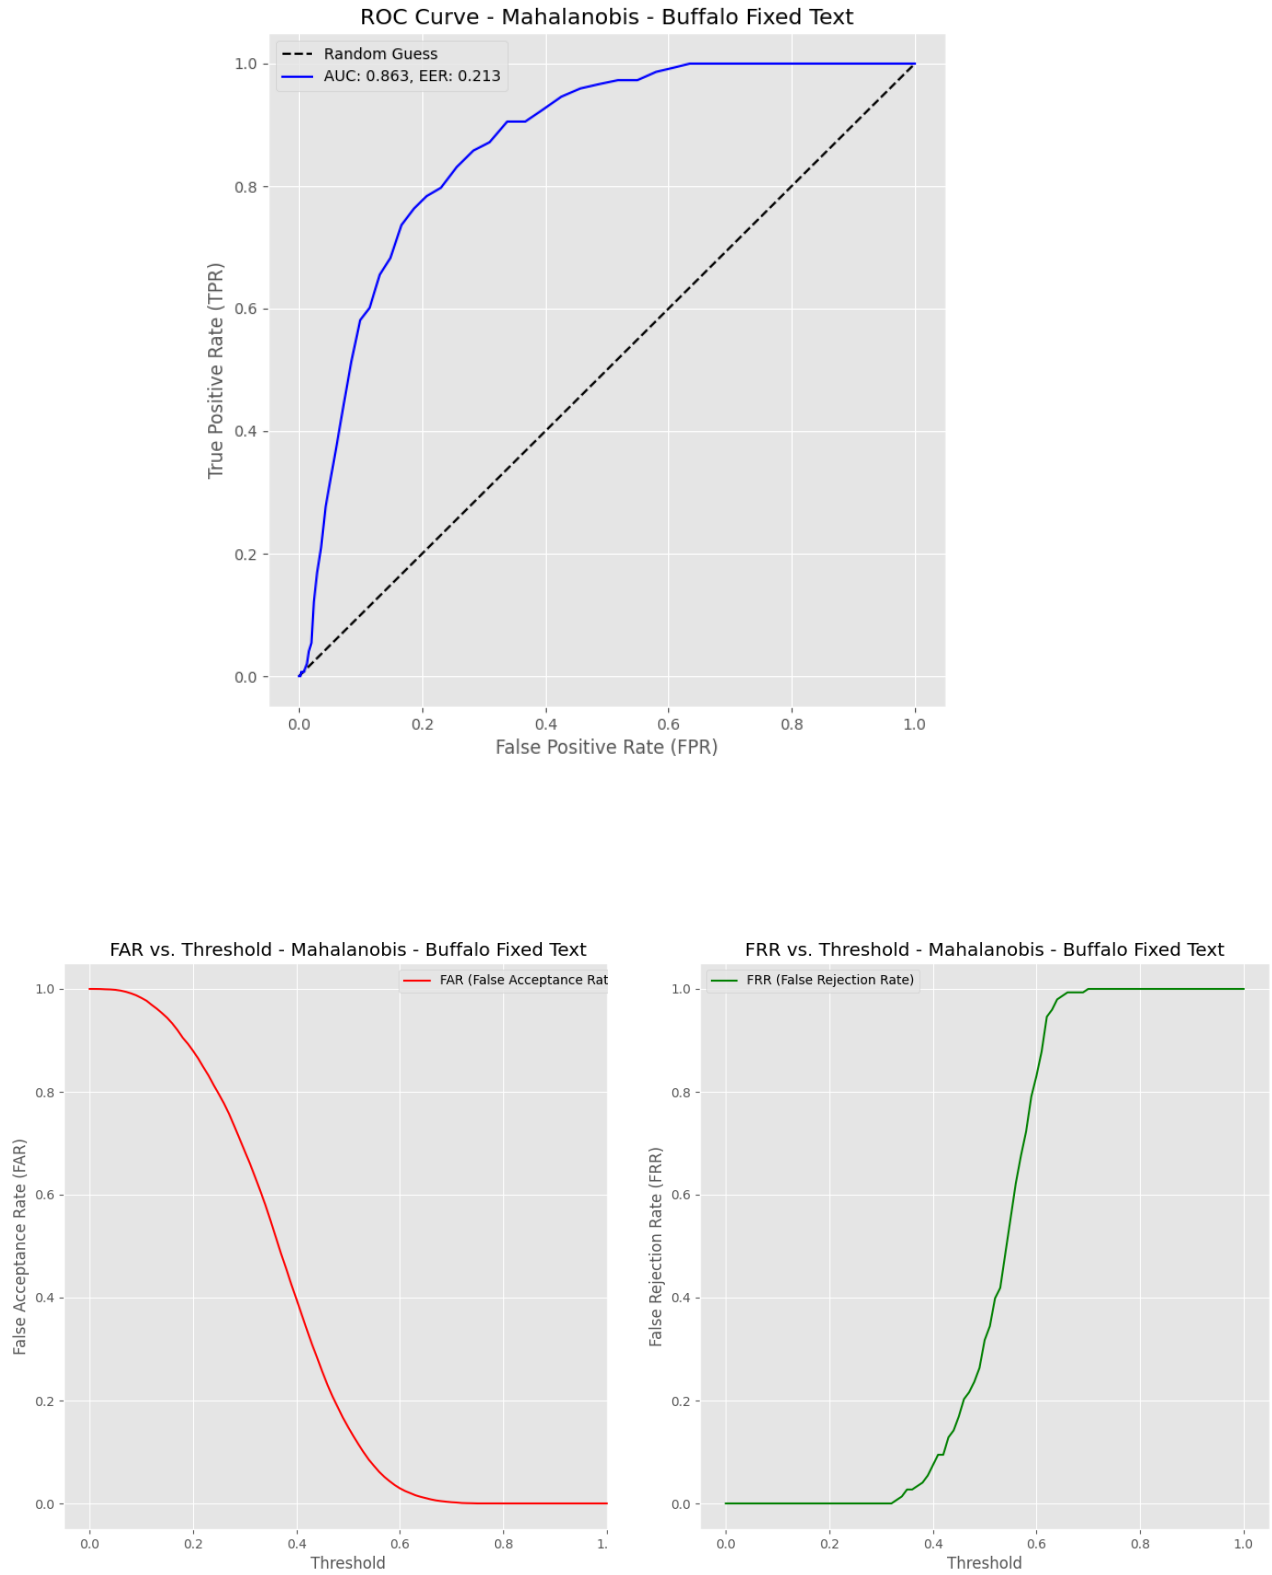 ROC Curve - Mahalanobis - Buffalo Fixed Text
Random Guess
AUC: 0.863, EER: 0.213
True Positive Rate (TPR)
1.0
0.8
0.6
0.4
0.2
0.0
0.0 0.2 0.4 0.6 0.8 1.0
False Positive Rate (FPR)
FAR vs. Threshold - Mahalanobis - Buffalo Fixed Text
FAR (False Acceptance Rat
False Acceptance Rate (FAR)
1.0
0.8
0.6
0.4
0.2
0.0
0.0 0.2 0.4 0.6 0.8 1.
Threshold
FRR vs. Threshold - Mahalanobis - Buffalo Fixed Text
FRR (False Rejection Rate)
False Rejection Rate (FRR)
1.0
0.8
0.6
0.4
0.2
0.0
0.0 0.2 0.4 0.6 0.8 1.0
Threshold